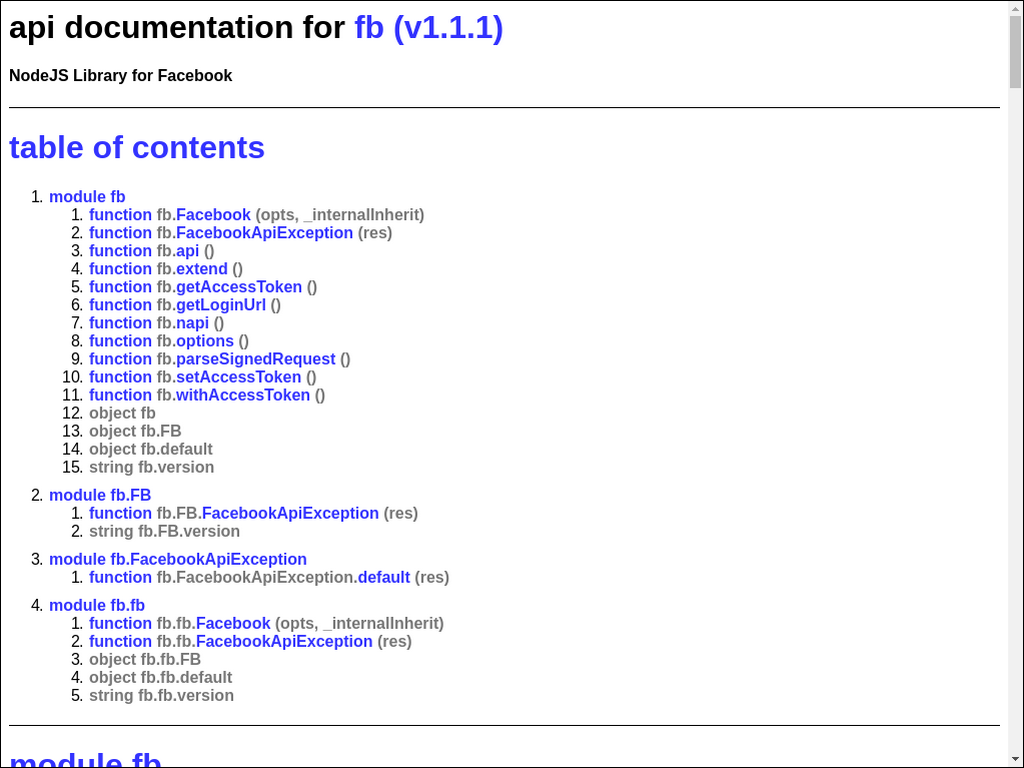 api documentation for fb (v1.1.1)
NodeJS Library for Facebook
table of contents
1. module fb
1. function fb.Facebook (opts, _internalInherit)
2. function fb.FacebookApiException (res)
3. function fb.api ()
4. function fb.extend ()
5. function fb.getAccessToken ()
6. function fb.getLoginUrl ()
7. function fb.napi ()
8. function fb.options ()
9. function fb.parseSignedRequest ()
10. function fb.setAccessToken ()
11. function fb.withAccessToken ()
12. object fb
13. object fb.FB
14. object fb.default
15. string fb.version
2. module fb.FB
1. function fb.FB.FacebookApiException (res)
2. string fb.FB.version
3. module fb.FacebookApiException
1. function fb.FacebookApiException.default (res)
4. module fb.fb
1. function fb.fb.Facebook (opts, _internalInherit)
2. function fb.fb.FacebookApiException (res)
3. object fb.fb.FB
4. object fb.fb.default
5. string fb.fb.version
module fb